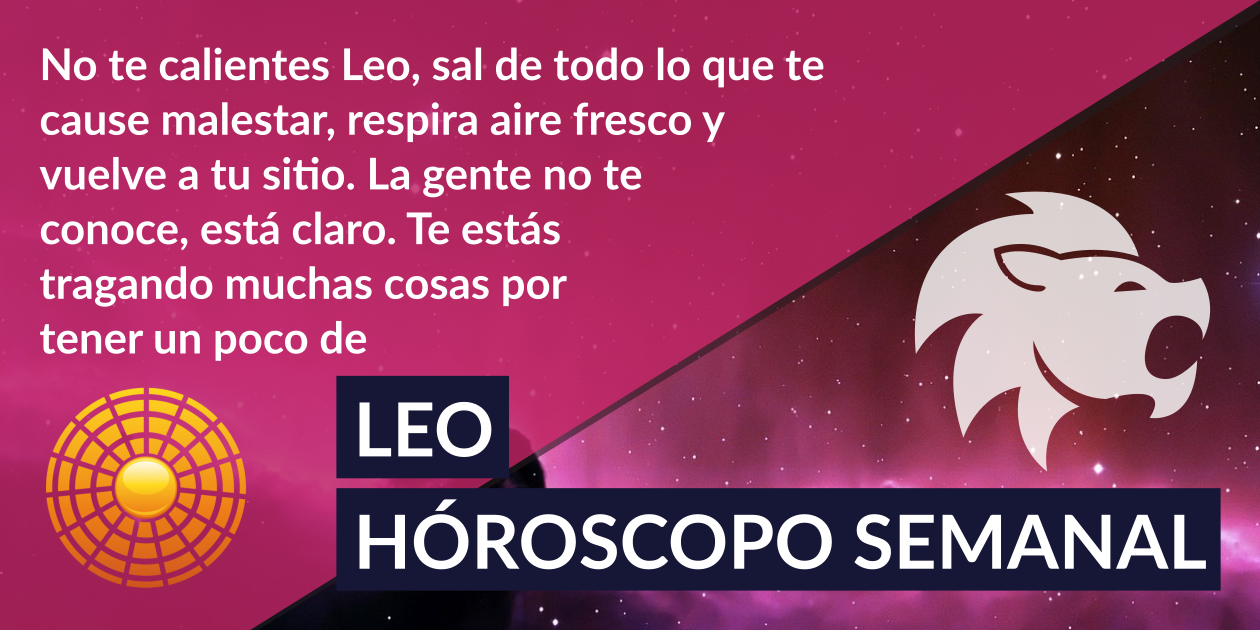 No te calientes Leo, sal de todo lo que te
cause malestar, respira aire fresco y
vuelve a tu sitio. La gente no te
conoce, está claro. Te estás
tragando muchas cosas por
tener un poco de
LEO
HÓROSCOPO SEMANAL